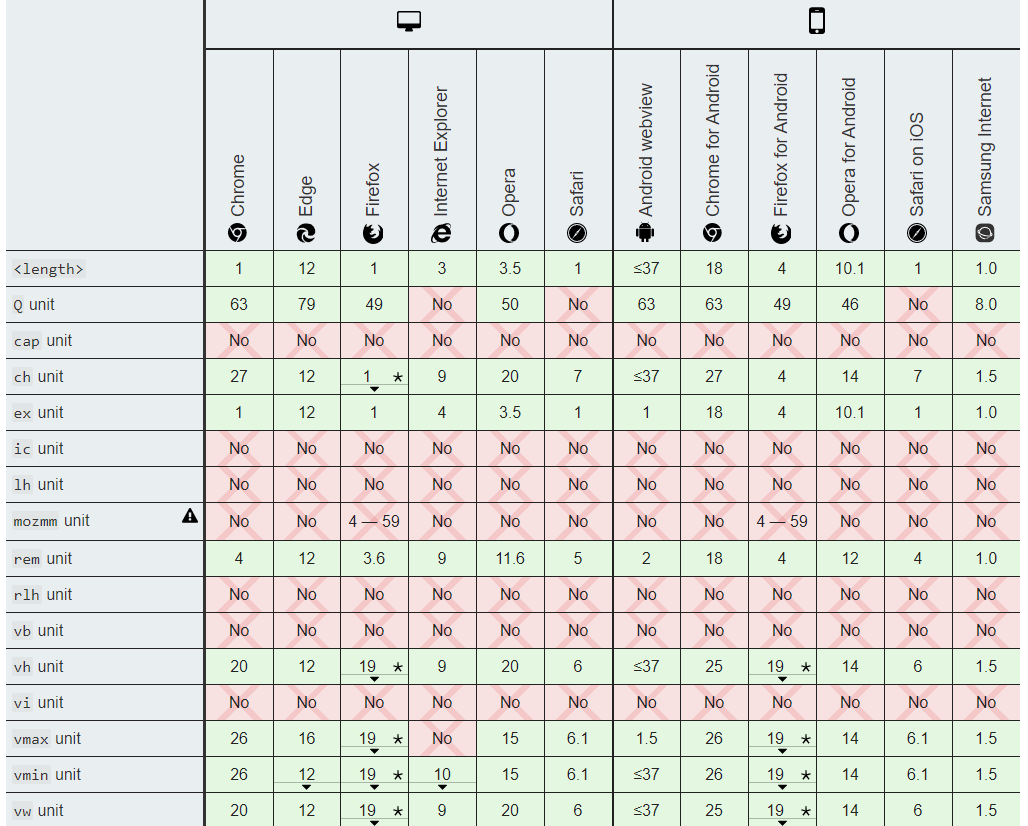 Chrome Edge Firefox Internet Explorer Opera Safari Android webview Chrome for Android Firefox for Android Opera for Android Safari on iOS Samsung Internet
<length> 1 12 1 3 3.5 1 ≤37 18 4 10.1 1 1.0
Q unit 63 79 49 No 50 No 63 63 49 46 No 8.0
cap unit No No No No No No No No No No No No
ch unit 27 12 1 * 9 20 7 ≤37 27 4 14 7 1.5
ex unit 1 12 1 4 3.5 1 1 18 4 10.1 1 1.0
ic unit No No No No No No No No No No No No
lh unit No No No No No No No No No No No No
mozmm unit No No 4 — 59 No No No No No 4 — 59 No No No
rem unit 4 12 3.6 9 11.6 5 2 18 4 12 4 1.0
rlh unit No No No No No No No No No No No No
vb unit No No No No No No No No No No No No
vh unit 20 12 19 * 9 20 6 ≤37 25 19 * 14 6 1.5
vi unit No No No No No No No No No No No No
vmax unit 26 16 19 * No 15 6.1 1.5 26 19 * 14 6.1 1.5
vmin unit 26 12 19 * 10 15 6.1 ≤37 26 19 * 14 6.1 1.5
vw unit 20 12 19 * 9 20 6 ≤37 25 19 * 14 6 1.5